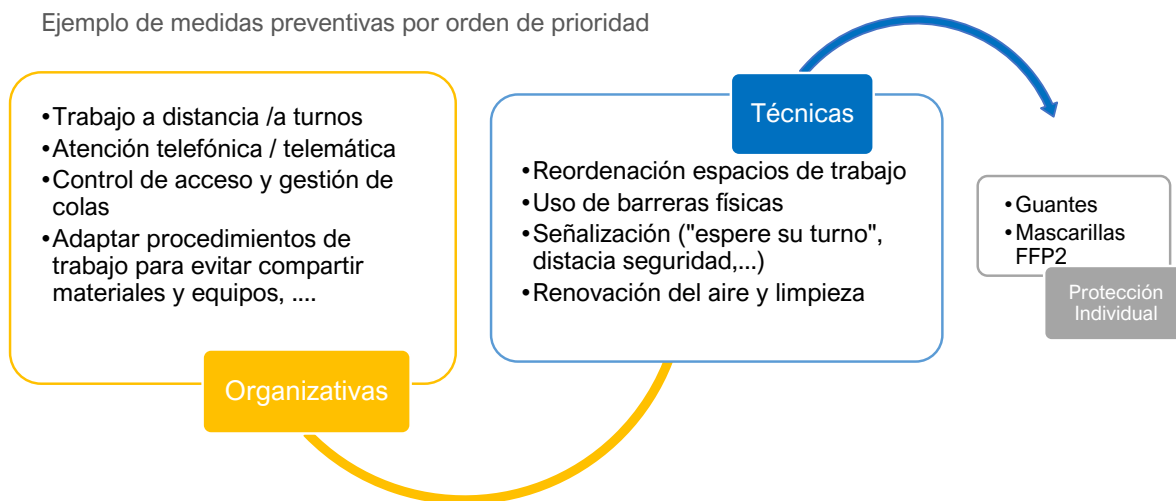 Ejemplo de medidas preventivas por orden de prioridad
•Trabajo a distancia /a turnos
•Atención telefónica / telemática
•Control de acceso y gestión de
colas
•Adaptar procedimientos de
trabajo para evitar compartir
materiales y equipos, ....
Organizativas
Técnicas
•Reordenación espacios de trabajo
•Uso de barreras físicas
•Señalización ("espere su turno",
distacia seguridad,...)
•Renovación del aire y limpieza
•Guantes
•Mascarillas
FFP2
Protección
Individual